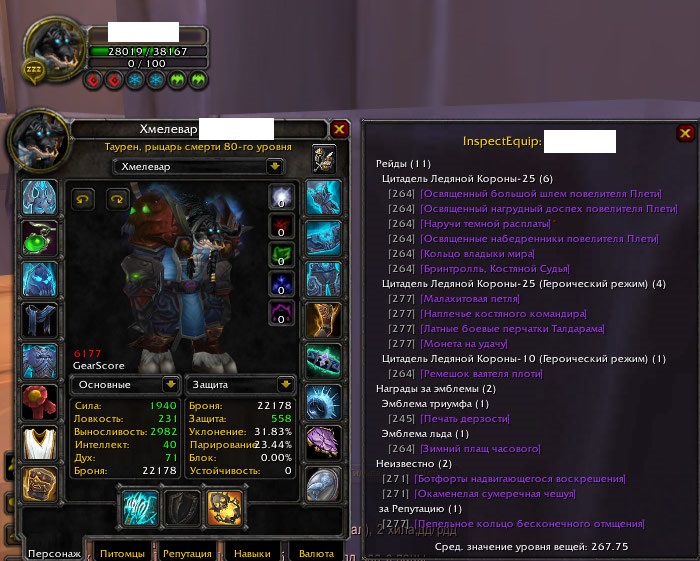 28019 / 38167
0 / 100
zzz
Хмелевар
Таурен, рыцарь смерти 80-го уровня
Хмелевар
0
0
0
0
0
6177
GearScore
Основные
Защита
Сила: 1940
Ловкость: 231
Выносливость: 2982
Интеллект: 40
Дух: 71
Броня: 22178
Броня: 22178
Защита: 558
Уклонение: 31.83%
Парирование: 23.44%
Блок: 0.00%
Устойчивость: 0
Персонаж
Питомцы
Репутация
Навыки
Валюта
InspectEquip:
Рейды (11)
Цитадель Ледяной Короны-25 (6)
[264] [Освященный большой шлем повелителя Плети]
[264] [Освященный нагрудный доспех повелителя Плети]
[264] [Наручи темной расплаты]
[264] [Освященные набедренники повелителя Плети]
[264] [Кольцо владыки мира]
[264] [Бринтролль, Костяной Судья]
Цитадель Ледяной Короны-25 (Героический режим) (4)
[277] [Малахитовая петля]
[277] [Наплечье костяного командира]
[277] [Латные боевые перчатки Талдарама]
[277] [Монета на удачу]
Цитадель Ледяной Короны-10 (Героический режим) (1)
[264] [Ремешок ваятеля плоти]
Награды за эмблемы (2)
Эмблема триумфа (1)
[245] [Печать дерзости]
Эмблема льда (1)
[264] [Зимний плащ часового]
Неизвестно (2)
[271] [Ботфорты надвигающегося воскрешения]
[271] [Окаменелая сумеречная чешуя]
за Репутацию (1)
[277] [Пепельное кольцо бесконечного отмщения]
Сред. значение уровня вещей: 267.75